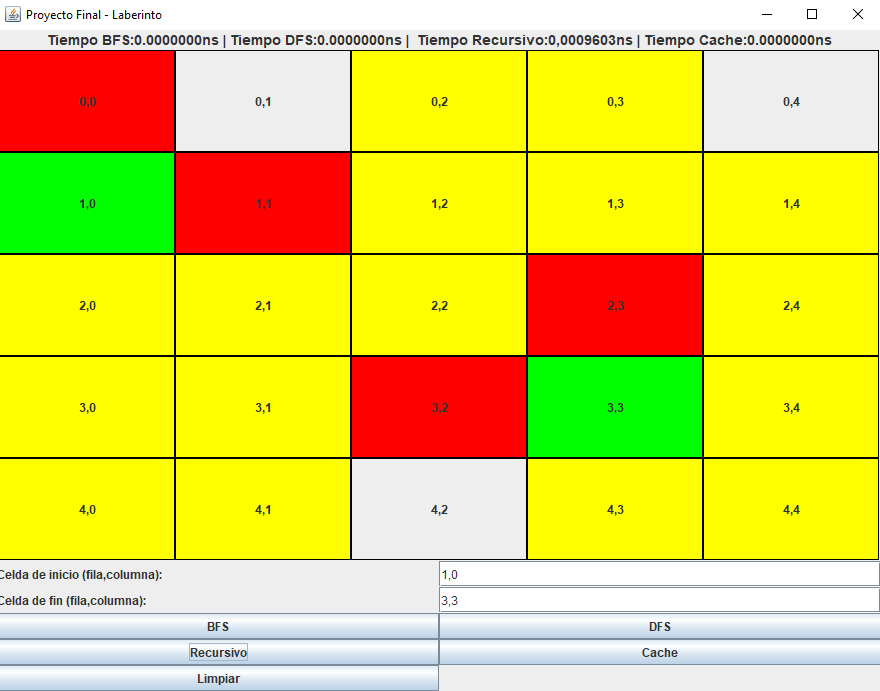 Proyecto Final - Laberinto
Tiempo BFS:0.0000000ns | Tiempo DFS:0.0000000ns | Tiempo Recursivo:0,0009603ns | Tiempo Cache:0.0000000ns
0,0 0,1 0,2 0,3 0,4
1,0 1,1 1,2 1,3 1,4
2,0 2,1 2,2 2,3 2,4
3,0 3,1 3,2 3,3 3,4
4,0 4,1 4,2 4,3 4,4
Celda de inicio (fila,columna): 1,0
Celda de fin (fila,columna): 3,3
BFS DFS
Recursivo Cache
Limpiar